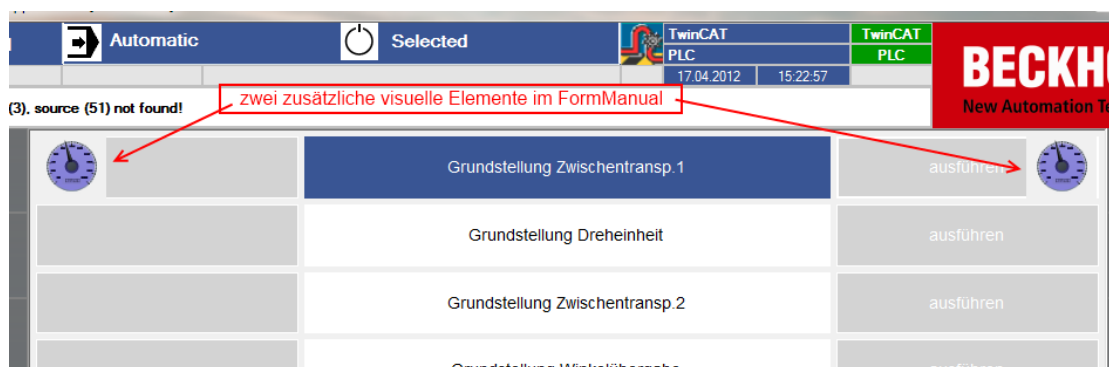 Automatic
Selected
TwinCAT
PLC
17.04.2012 15:22:57
TwinCAT
PLC
BECKH
New Automation Te
(3), source (51) not found!
zwei zusätzliche visuelle Elemente im FormManual
Grundstellung Zwischentransp.1
ausführen
Grundstellung Dreheinheit
ausführen
Grundstellung Zwischentransp.2
ausführen
Grundstellung Winkelübergabe
ausführen